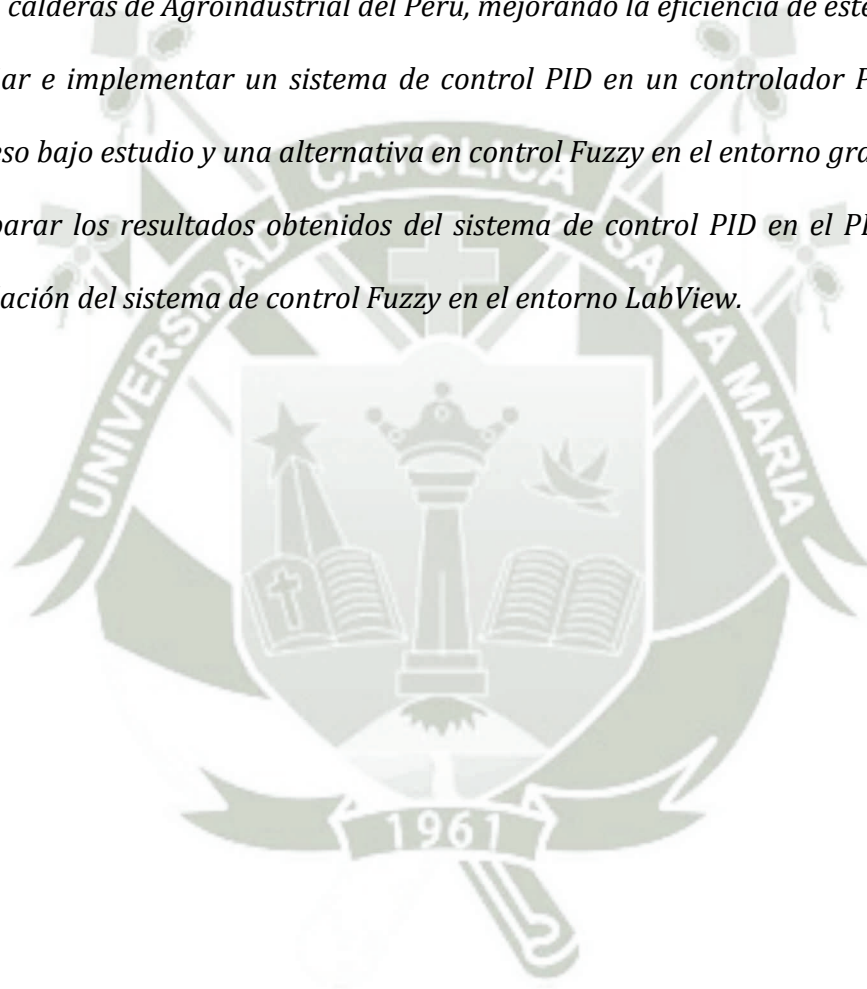 calderas de Agroindustrial del Perú, mejorando la eficiencia de este
ar e implementar un sistema de control PID en un controlador P
eso bajo estudio y una alternativa en control Fuzzy en el entorno gra
parar los resultados obtenidos del sistema de control PID en el P
ación del sistema de control Fuzzy en el entorno LabView.
UNIVERSIDAD CATOLICA SANTA MARIA
1961